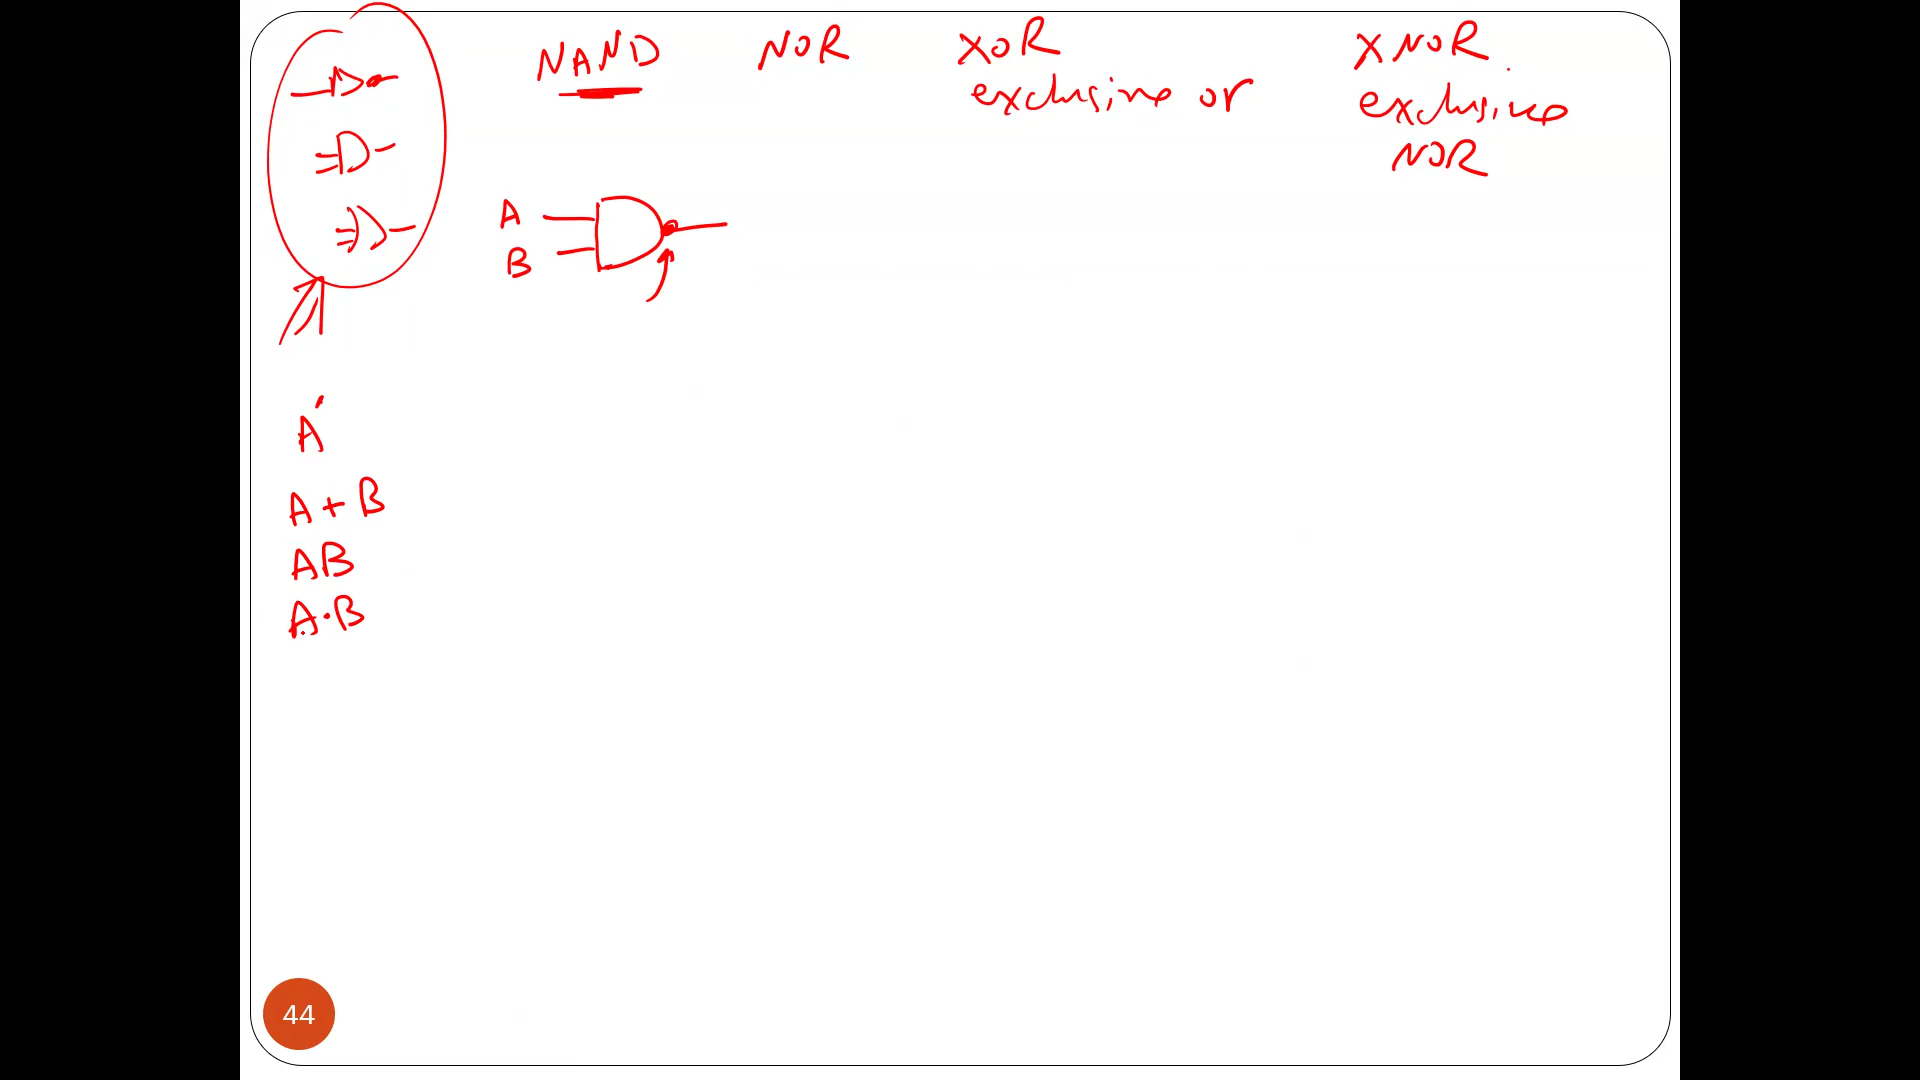 NAND NOR XOR XNOR
exclusive or exclusive
NOR
A
B
A'
A + B
AB
A·B
44